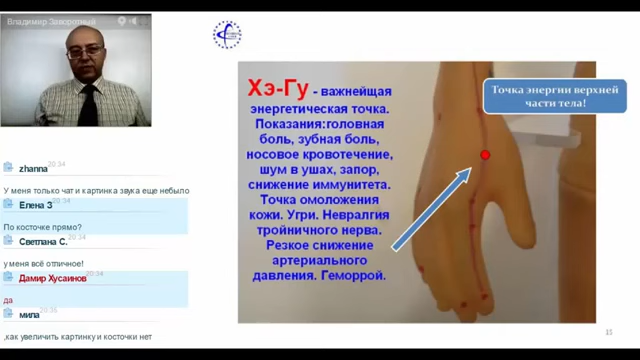 Владимир Закоротный
Хэ-Гу - важнейщая
энергетическая точка.
Показания:головная
боль, зубная боль,
носовое кровотечение,
шум в ушах, запор,
снижение иммунитета.
Точка омоложения
кожи. Угри. Невралгия
тройничного нерва.
Резкое снижение
артериального
давления. Геморрой.
Точка энергии верхней
части тела!
zhanna 20:34
У меня только чат и картинка звука еще небыло
Елена З 20:34
По косточке прямо?
Светлана С. 20:34
у меня всё отличное!
Дамир Хусаинов 20:34
да
мила 20:35
,как увеличить картинку и косточки нет
15